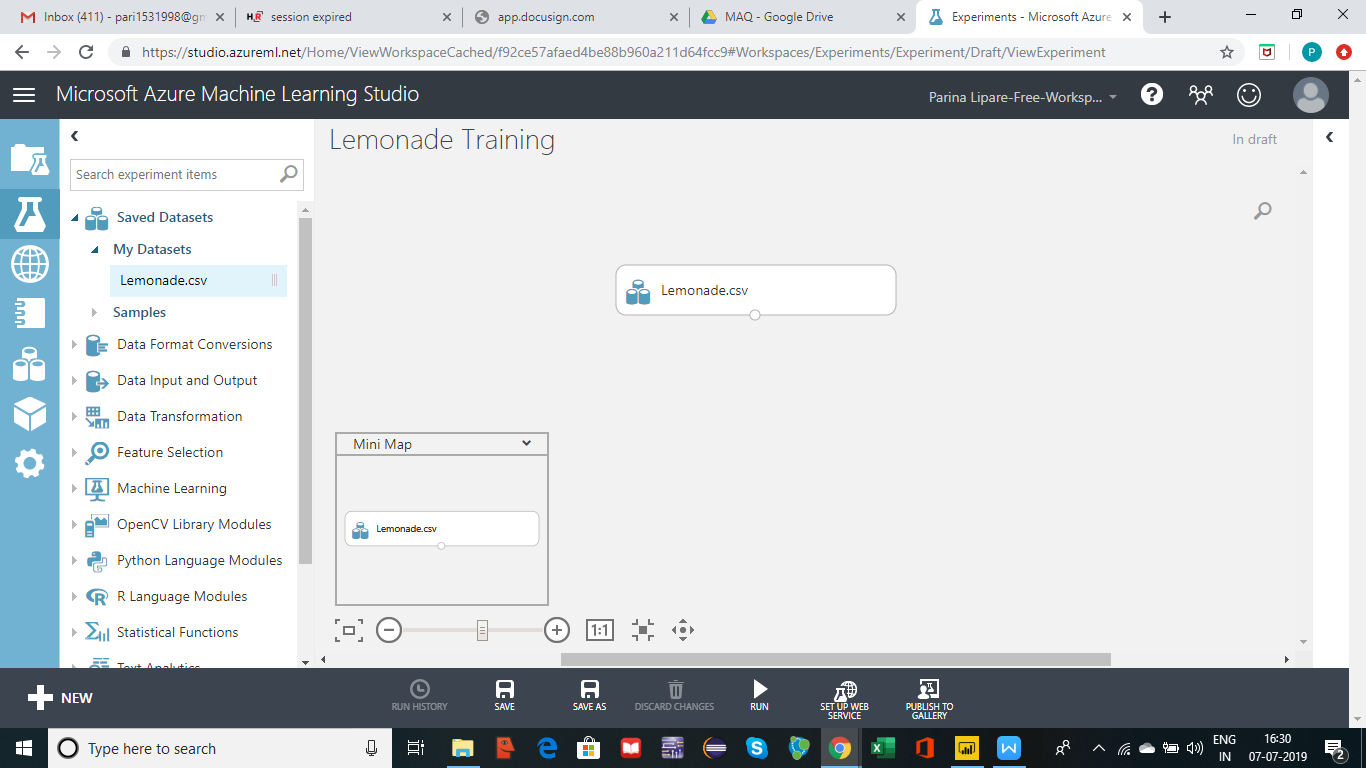 Inbox (411) - pari1531998@gm
session expired
app.docusign.com
MAQ - Google Drive
Experiments - Microsoft Azure
https://studio.azureml.net/Home/ViewWorkspaceCached/f92ce57afaed4be88b960a211d64fcc9#Workspaces/Experiments/Experiment/Draft/ViewExperiment
P
Microsoft Azure Machine Learning Studio
Parina Lipare-Free-Worksp...
?
Search experiment items
Lemonade Training
In draft
Saved Datasets
My Datasets
Lemonade.csv
Samples
Data Format Conversions
Data Input and Output
Data Transformation
Feature Selection
Machine Learning
OpenCV Library Modules
Python Language Modules
R Language Modules
Statistical Functions
Text Analytics
Lemonade.csv
Mini Map
Lemonade.csv
1:1
NEW
RUN HISTORY
SAVE
SAVE AS
DISCARD CHANGES
RUN
SET UP WEB
SERVICE
PUBLISH TO
GALLERY
Type here to search
ENG
IN
16:30
07-07-2019
2